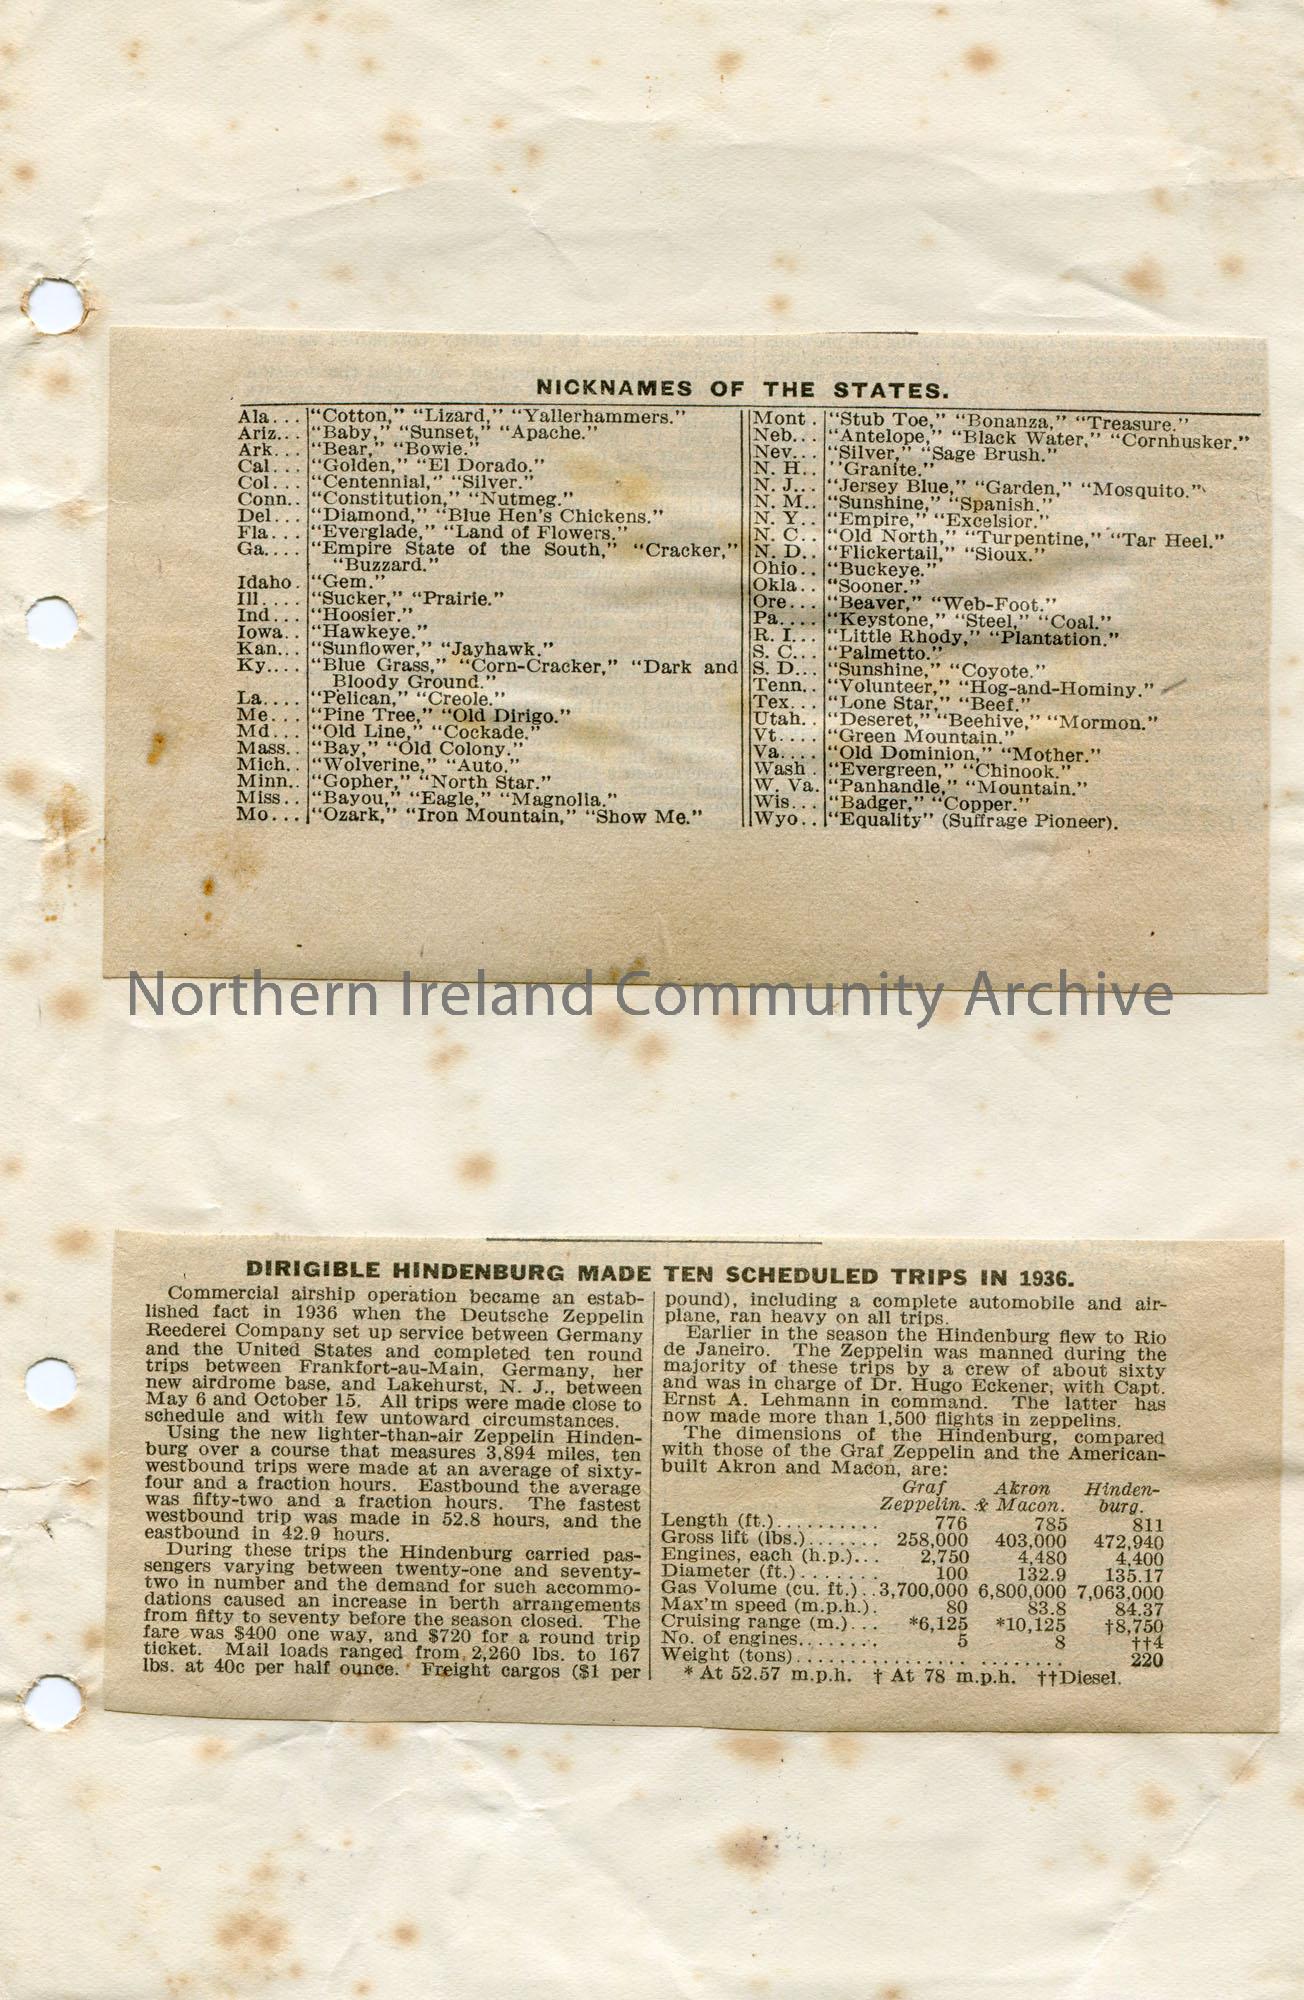 NICKNAMES OF THE STATES.
Ala... "Cotton," "Lizard," "Yallerhammers."
Ariz... "Baby," "Sunset," "Apache."
Ark... "Bear," "Bowie."
Cal... "Golden," "El Dorado."
Col... "Centennial," "Silver."
Conn.. "Constitution," "Nutmeg."
Del... "Diamond," "Blue Hen's Chickens."
Fla... "Everglade," "Land of Flowers."
Ga.... "Empire State of the South," "Cracker,"
"Buzzard."
Idaho. "Gem."
Ill.... "Sucker," "Prairie."
Ind... "Hoosier."
Iowa.. "Hawkeye."
Kan... "Sunflower," "Jayhawk."
Ky.... "Blue Grass," "Corn-Cracker," "Dark and
Bloody Ground."
La.... "Pelican," "Creole."
Me... "Pine Tree," "Old Dirigo."
Md... "Old Line," "Cockade."
Mass.. "Bay," "Old Colony."
Mich.. "Wolverine," "Auto."
Minn.. "Gopher," "North Star."
Miss.. "Bayou," "Eagle," "Magnolia."
Mo... "Ozark," "Iron Mountain," "Show Me."
Mont. "Stub Toe," "Bonanza," "Treasure."
Neb... "Antelope," "Black Water," "Cornhusker."
Nev... "Silver," "Sage Brush."
N. H.. "Granite."
N. J... "Jersey Blue," "Garden," "Mosquito."
N. M.. "Sunshine," "Spanish."
N. Y.. "Empire," "Excelsior."
N. C.. "Old North," "Turpentine," "Tar Heel."
N. D.. "Flickertail," "Sioux."
Ohio.. "Buckeye."
Okla.. "Sooner."
Ore... "Beaver," "Web-Foot."
Pa.... "Keystone," "Steel," "Coal."
R. I... "Little Rhody," "Plantation."
S. C... "Palmetto."
S. D... "Sunshine," "Coyote."
Tenn.. "Volunteer," "Hog-and-Hominy."
Tex... "Lone Star," "Beef."
Utah.. "Deseret," "Beehive," "Mormon."
Vt.... "Green Mountain."
Va.... "Old Dominion," "Mother."
Wash. "Evergreen," "Chinook."
W. Va. "Panhandle," "Mountain."
Wis... "Badger," "Copper."
Wyo.. "Equality" (Suffrage Pioneer).
Northern Ireland Community Archive
DIRIGIBLE HINDENBURG MADE TEN SCHEDULED TRIPS IN 1936.
Commercial airship operation became an estab-
lished fact in 1936 when the Deutsche Zeppelin
Reederei Company set up service between Germany
and the United States and completed ten round
trips between Frankfort-au-Main, Germany, her
new airdrome base, and Lakehurst, N. J., between
May 6 and October 15. All trips were made close to
schedule and with few untoward circumstances.
Using the new lighter-than-air Zeppelin Hinden-
burg over a course that measures 3,894 miles, ten
westbound trips were made at an average of sixty-
four and a fraction hours. Eastbound the average
was fifty-two and a fraction hours. The fastest
westbound trip was made in 52.8 hours, and the
eastbound in 42.9 hours.
During these trips the Hindenburg carried pas-
sengers varying between twenty-one and seventy-
two in number and the demand for such accommo-
dations caused an increase in berth arrangements
from fifty to seventy before the season closed. The
fare was $400 one way, and $720 for a round trip
ticket. Mail loads ranged from 2,260 lbs. to 167
lbs. at 40c per half ounce. Freight cargos ($1 per
pound), including a complete automobile and air-
plane, ran heavy on all trips.
Earlier in the season the Hindenburg flew to Rio
de Janeiro. The Zeppelin was manned during the
majority of these trips by a crew of about sixty
and was in charge of Dr. Hugo Eckener, with Capt.
Ernst A. Lehmann in command. The latter has
now made more than 1,500 flights in zeppelins.
The dimensions of the Hindenburg, compared
with those of the Graf Zeppelin and the American-
built Akron and Macon, are:
Graf Akron Hinden-
Zeppelin. & Macon. burg.
Length (ft.).......... 776 785 811
Gross lift (lbs.)....... 258,000 403,000 472,940
Engines, each (h.p.)... 2,750 4,480 4,400
Diameter (ft.)....... 100 132.9 135.17
Gas Volume (cu. ft.)..3,700,000 6,800,000 7,063,000
Max'm speed (m.p.h.). 80 83.8 84.37
Cruising range (m.)... *6,125 *10,125 †8,750
No. of engines........ 5 8 ††4
Weight (tons)................ ........ 220
* At 52.57 m.p.h. † At 78 m.p.h. ††Diesel.